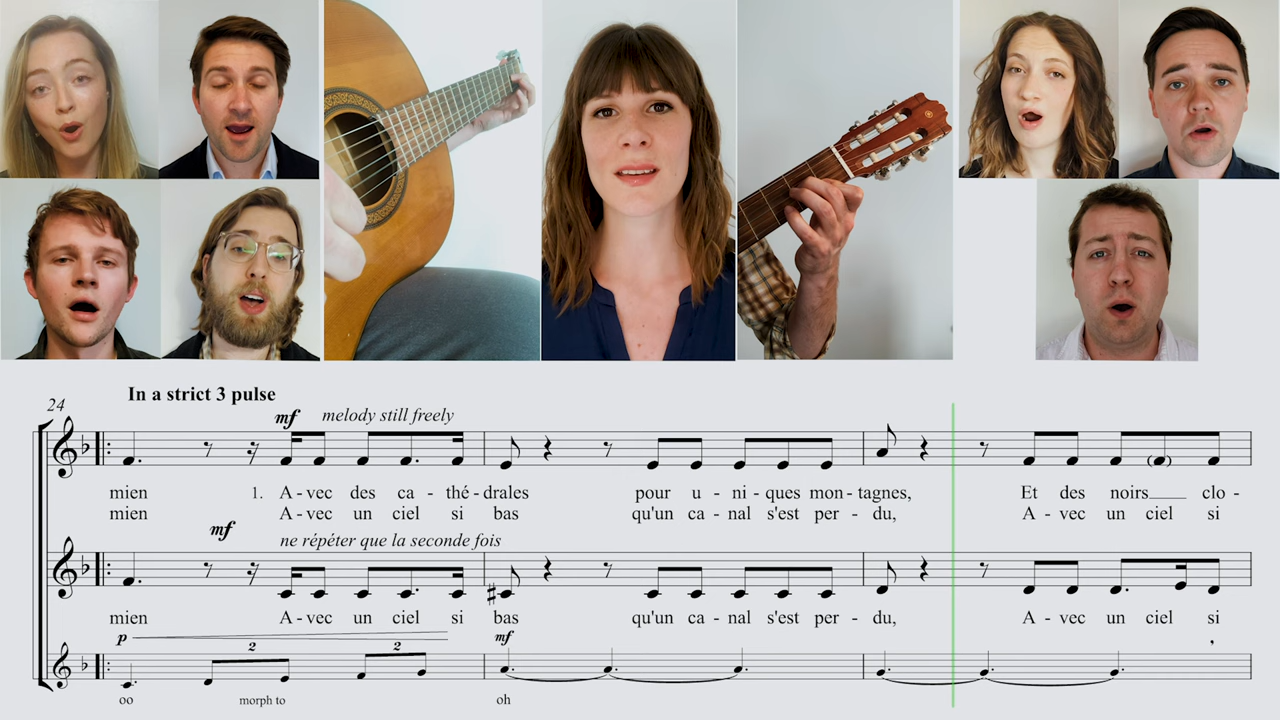 In a strict 3 pulse
24
mf melody still freely
mien 1. A - vec des ca - thé - drales pour u - ni - ques mon - tagnes, Et des noirs___ clo -
mien A - vec un ciel si bas qu'un ca - nal s'est per - du, A - vec un ciel si
mf
ne répéter que la seconde fois
mien A - vec un ciel si bas qu'un ca - nal s'est per - du, A - vec un ciel si
p 2 2 mf
oo morph to oh